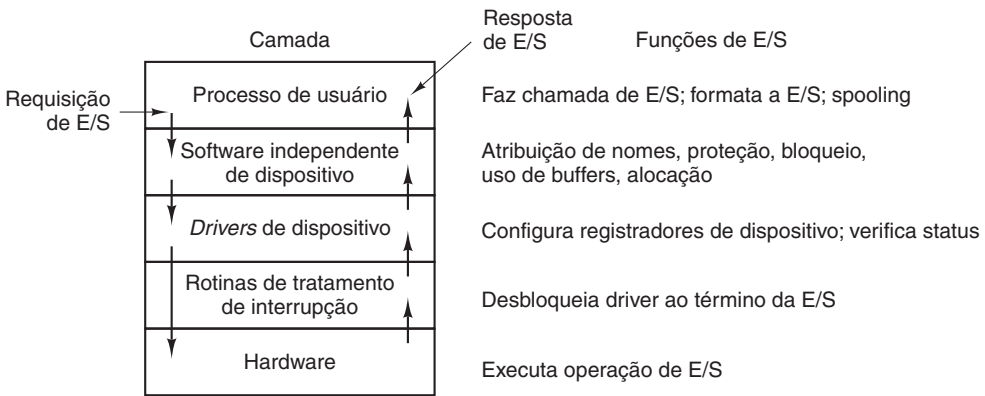 Camada
Resposta
de E/S
Funções de E/S
Requisição
de E/S
Processo de usuário
Faz chamada de E/S; formata a E/S; spooling
Software independente
de dispositivo
Atribuição de nomes, proteção, bloqueio,
uso de buffers, alocação
Drivers de dispositivo
Configura registradores de dispositivo; verifica status
Rotinas de tratamento
de interrupção
Desbloqueia driver ao término da E/S
Hardware
Executa operação de E/S